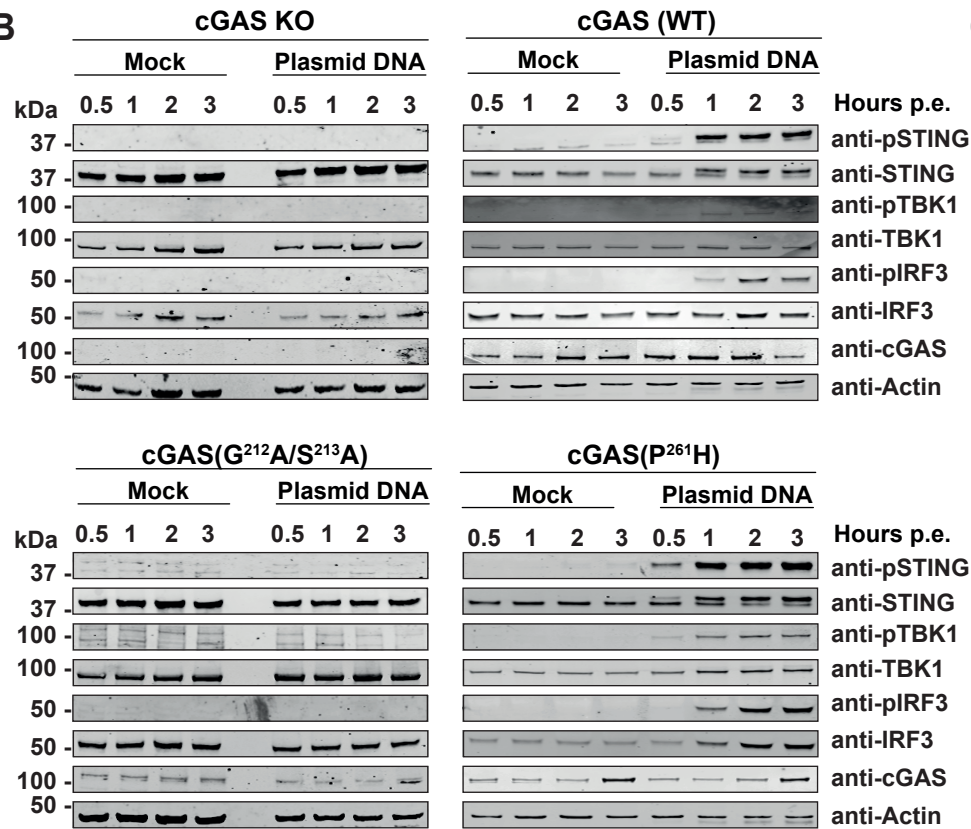 B
cGAS KO
Mock Plasmid DNA
kDa 0.5 1 2 3 0.5 1 2 3
37 -
37 -
100 -
100 -
50 -
50 -
100 -
50 -
cGAS (WT)
Mock Plasmid DNA
0.5 1 2 3 0.5 1 2 3 Hours p.e.
anti-pSTING
anti-STING
anti-pTBK1
anti-TBK1
anti-pIRF3
anti-IRF3
anti-cGAS
anti-Actin
cGAS(G²¹²A/S²¹³A)
Mock Plasmid DNA
kDa 0.5 1 2 3 0.5 1 2 3
37 -
37 -
100 -
100 -
50 -
50 -
100 -
50 -
cGAS(P²⁶¹H)
Mock Plasmid DNA
0.5 1 2 3 0.5 1 2 3 Hours p.e.
anti-pSTING
anti-STING
anti-pTBK1
anti-TBK1
anti-pIRF3
anti-IRF3
anti-cGAS
anti-Actin